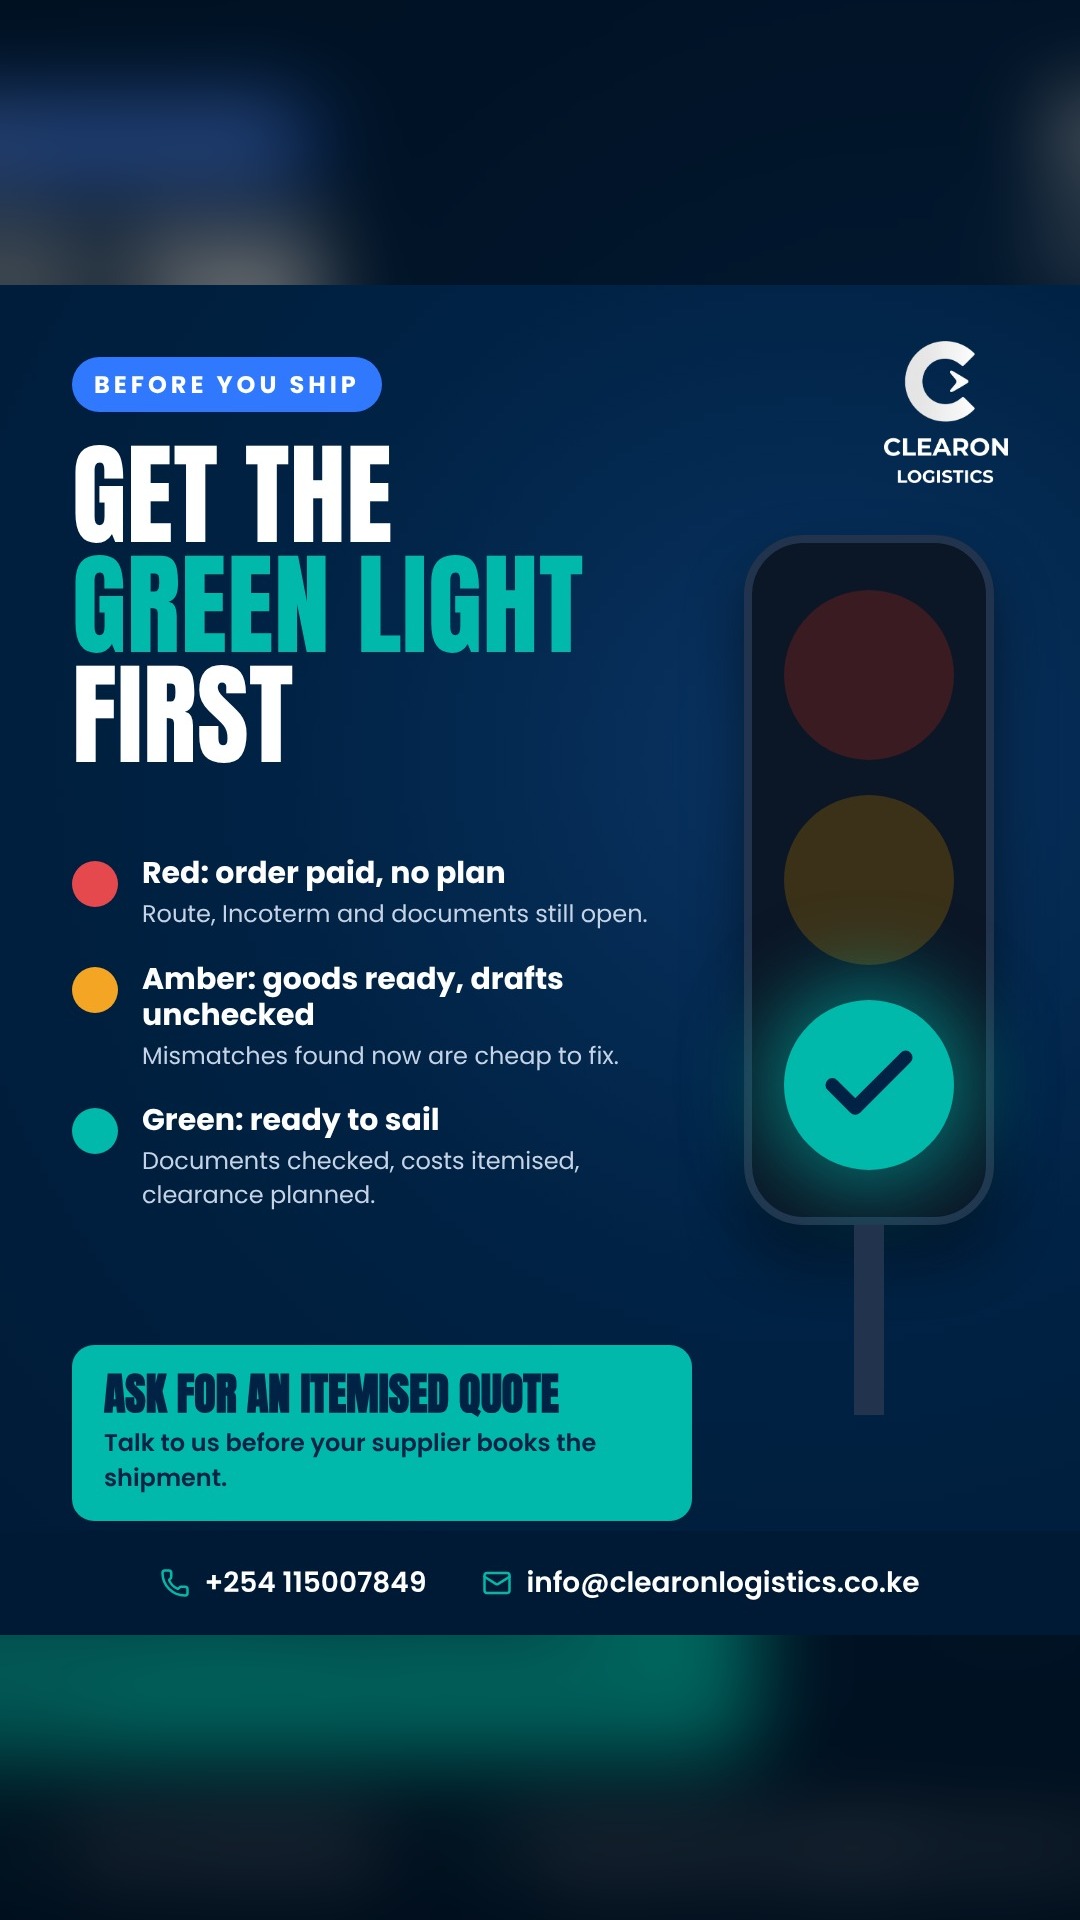 BEFORE YOU SHIP
CLEARON
LOGISTICS
GET THE
GREEN LIGHT
FIRST
Red: order paid, no plan
Route, Incoterm and documents still open.
Amber: goods ready, drafts
unchecked
Mismatches found now are cheap to fix.
Green: ready to sail
Documents checked, costs itemised,
clearance planned.
ASK FOR AN ITEMISED QUOTE
Talk to us before your supplier books the
shipment.
+254 115007849
info@clearonlogistics.co.ke